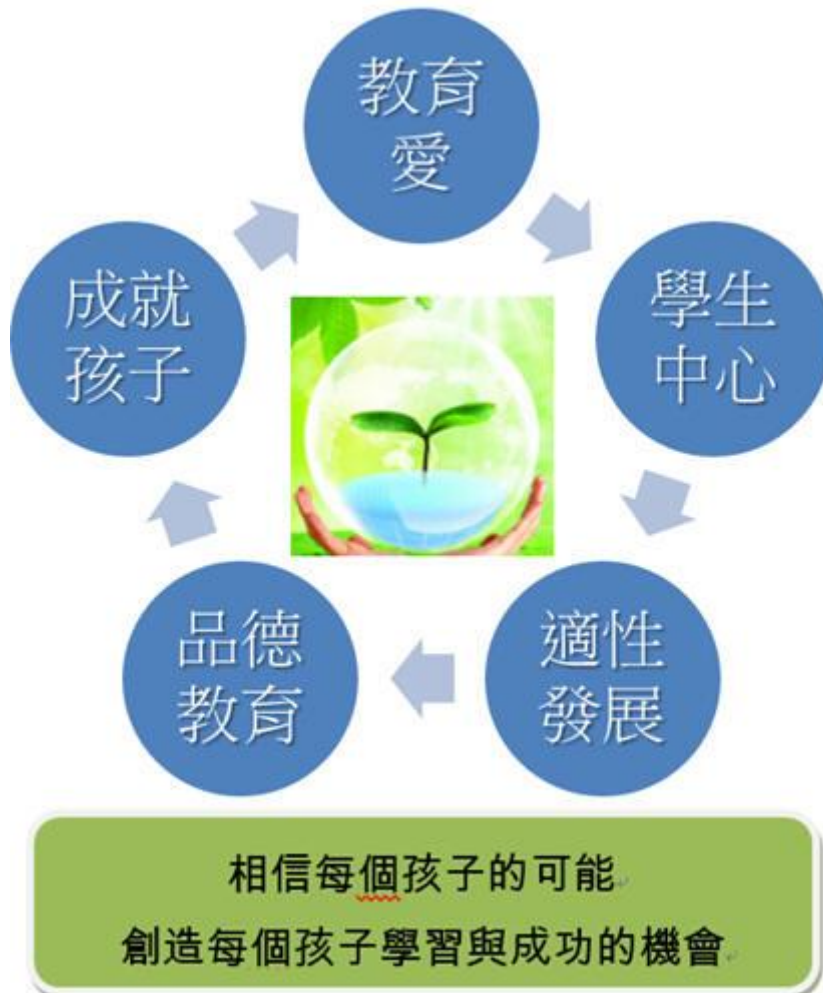 教育
愛
學生
中心
適性
發展
品德
教育
成就
孩子
相信每個孩子的可能
創造每個孩子學習與成功的機會